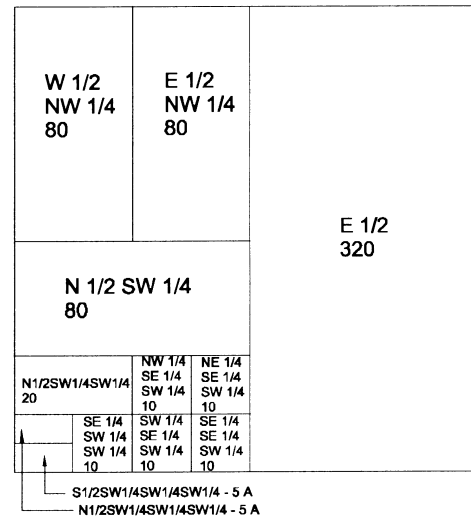 W 1/2
NW 1/4
80
E 1/2
NW 1/4
80
E 1/2
320
N 1/2 SW 1/4
80
N1/2SW1/4SW1/4
20
NW 1/4
SE 1/4
SW 1/4
10
NE 1/4
SE 1/4
SW 1/4
10
SE 1/4
SW 1/4
SW 1/4
10
SW 1/4
SE 1/4
SW 1/4
10
SE 1/4
SE 1/4
SW 1/4
10
S1/2SW1/4SW1/4SW1/4 - 5 A
N1/2SW1/4SW1/4SW1/4 - 5 A